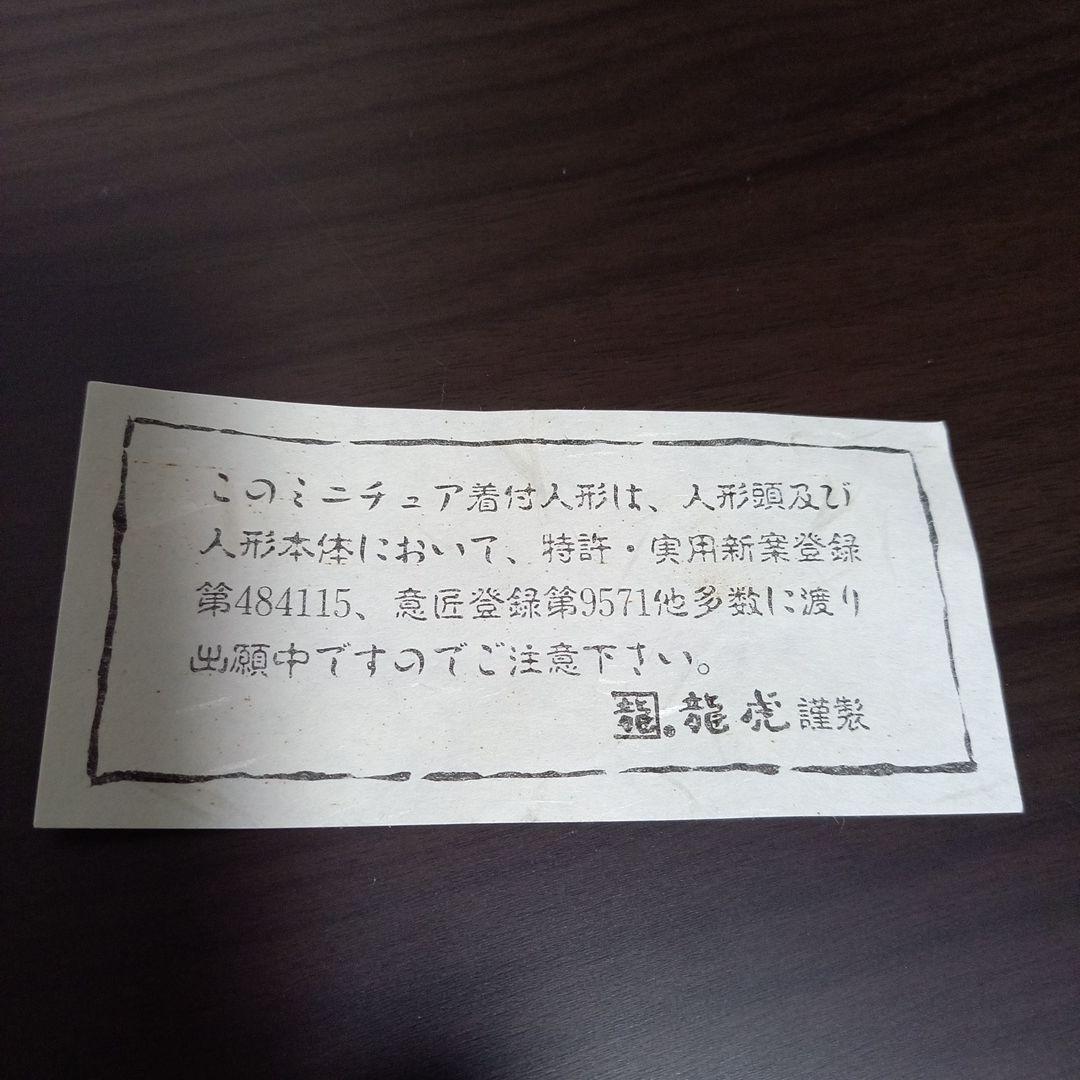 このミニチュア着付人形は、人形頭及び
人形本体において、特許・実用新案登録
第484115、意匠登録第9571他多数に渡り
出願中ですのでご注意下さい。
龍。龍虎謹製